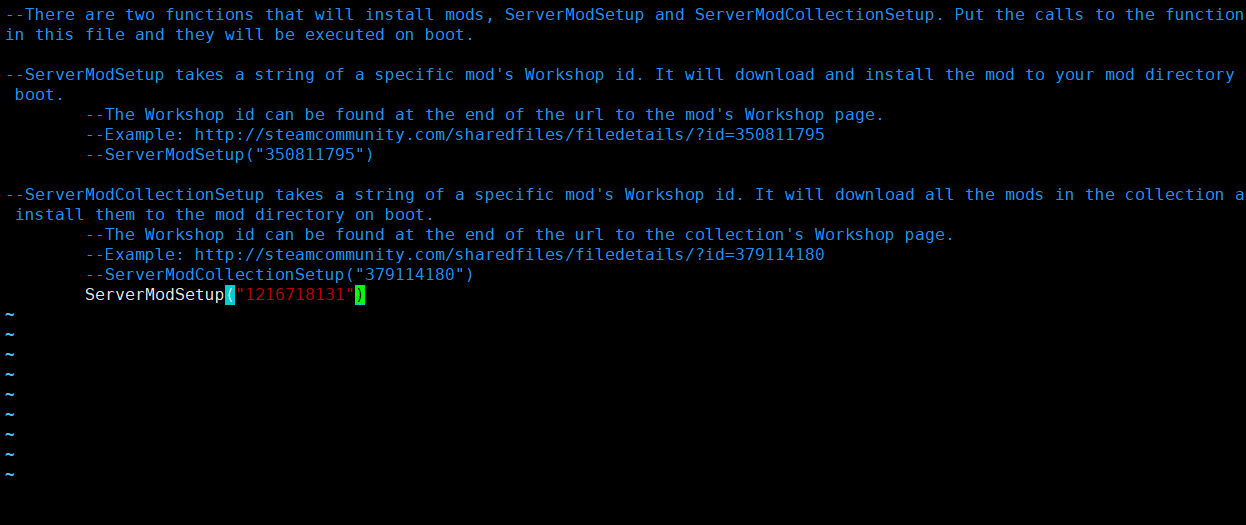 --There are two functions that will install mods, ServerModSetup and ServerModCollectionSetup. Put the calls to the function
in this file and they will be executed on boot.
--ServerModSetup takes a string of a specific mod's Workshop id. It will download and install the mod to your mod directory
boot.
--The Workshop id can be found at the end of the url to the mod's Workshop page.
--Example: http://steamcommunity.com/sharedfiles/filedetails/?id=350811795
--ServerModSetup("350811795")
--ServerModCollectionSetup takes a string of a specific mod's Workshop id. It will download all the mods in the collection a
install them to the mod directory on boot.
--The Workshop id can be found at the end of the url to the collection's Workshop page.
--Example: http://steamcommunity.com/sharedfiles/filedetails/?id=379114180
--ServerModCollectionSetup("379114180")
ServerModSetup("1216718131")
~
~
~
~
~
~
~
~
~